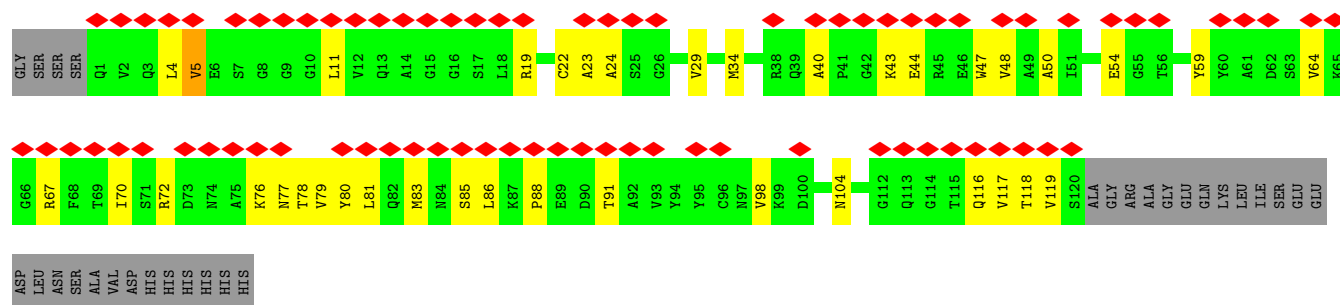 GLY SER SER SER Q1 V2 Q3 L4 V5 E6 S7 G8 G9 G10 L11 V12 Q13 A14 G15 G16 S17 L18 R19 C22 A23 A24 S25 G26 V29 M34 R38 Q39 A40 P41 G42 K43 E44 R45 E46 W47 V48 A49 A50 I51 E54 G55 T56 Y59 Y60 A61 D62 S63 V64 K65
G66 R67 F68 T69 I70 S71 R72 D73 N74 A75 K76 N77 T78 V79 Y80 L81 Q82 M83 N84 S85 L86 K87 P88 E89 D90 T91 A92 V93 Y94 Y95 C96 N97 V98 K99 D100 N104 G112 Q113 G114 T115 Q116 V117 T118 V119 S120 ALA GLY ARG ALA GLY GLU GLN LYS LEU ILE SER GLU GLU
ASP LEU ASN SER ALA VAL ASP HIS HIS HIS HIS HIS HIS